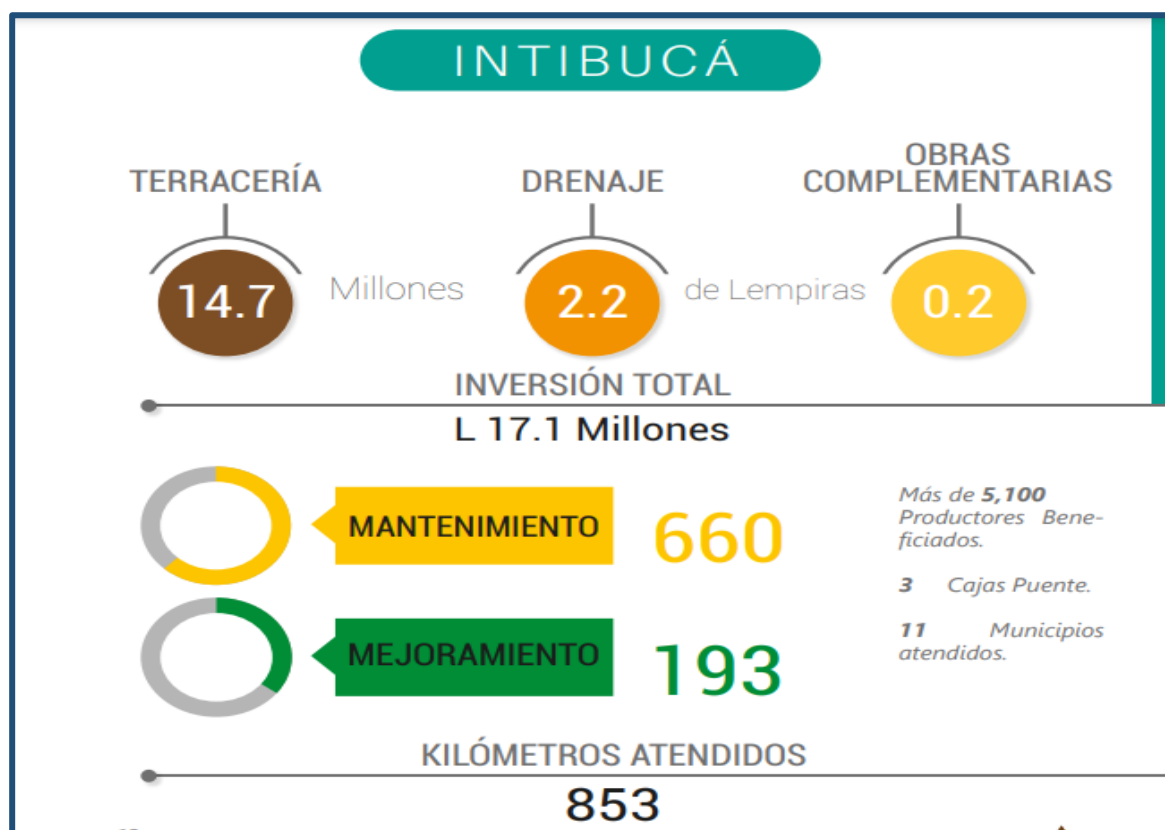 INTIBUCÁ
TERRACERÍA
DRENAJE
OBRAS
COMPLEMENTARIAS
14.7
Millones
2.2
de Lempiras
0.2
INVERSIÓN TOTAL
L 17.1 Millones
MANTENIMIENTO
660
Más de 5,100
Productores Bene-
ficiados.
3 Cajas Puente.
11 Municipios
atendidos.
MEJORAMIENTO
193
KILÓMETROS ATENDIDOS
853